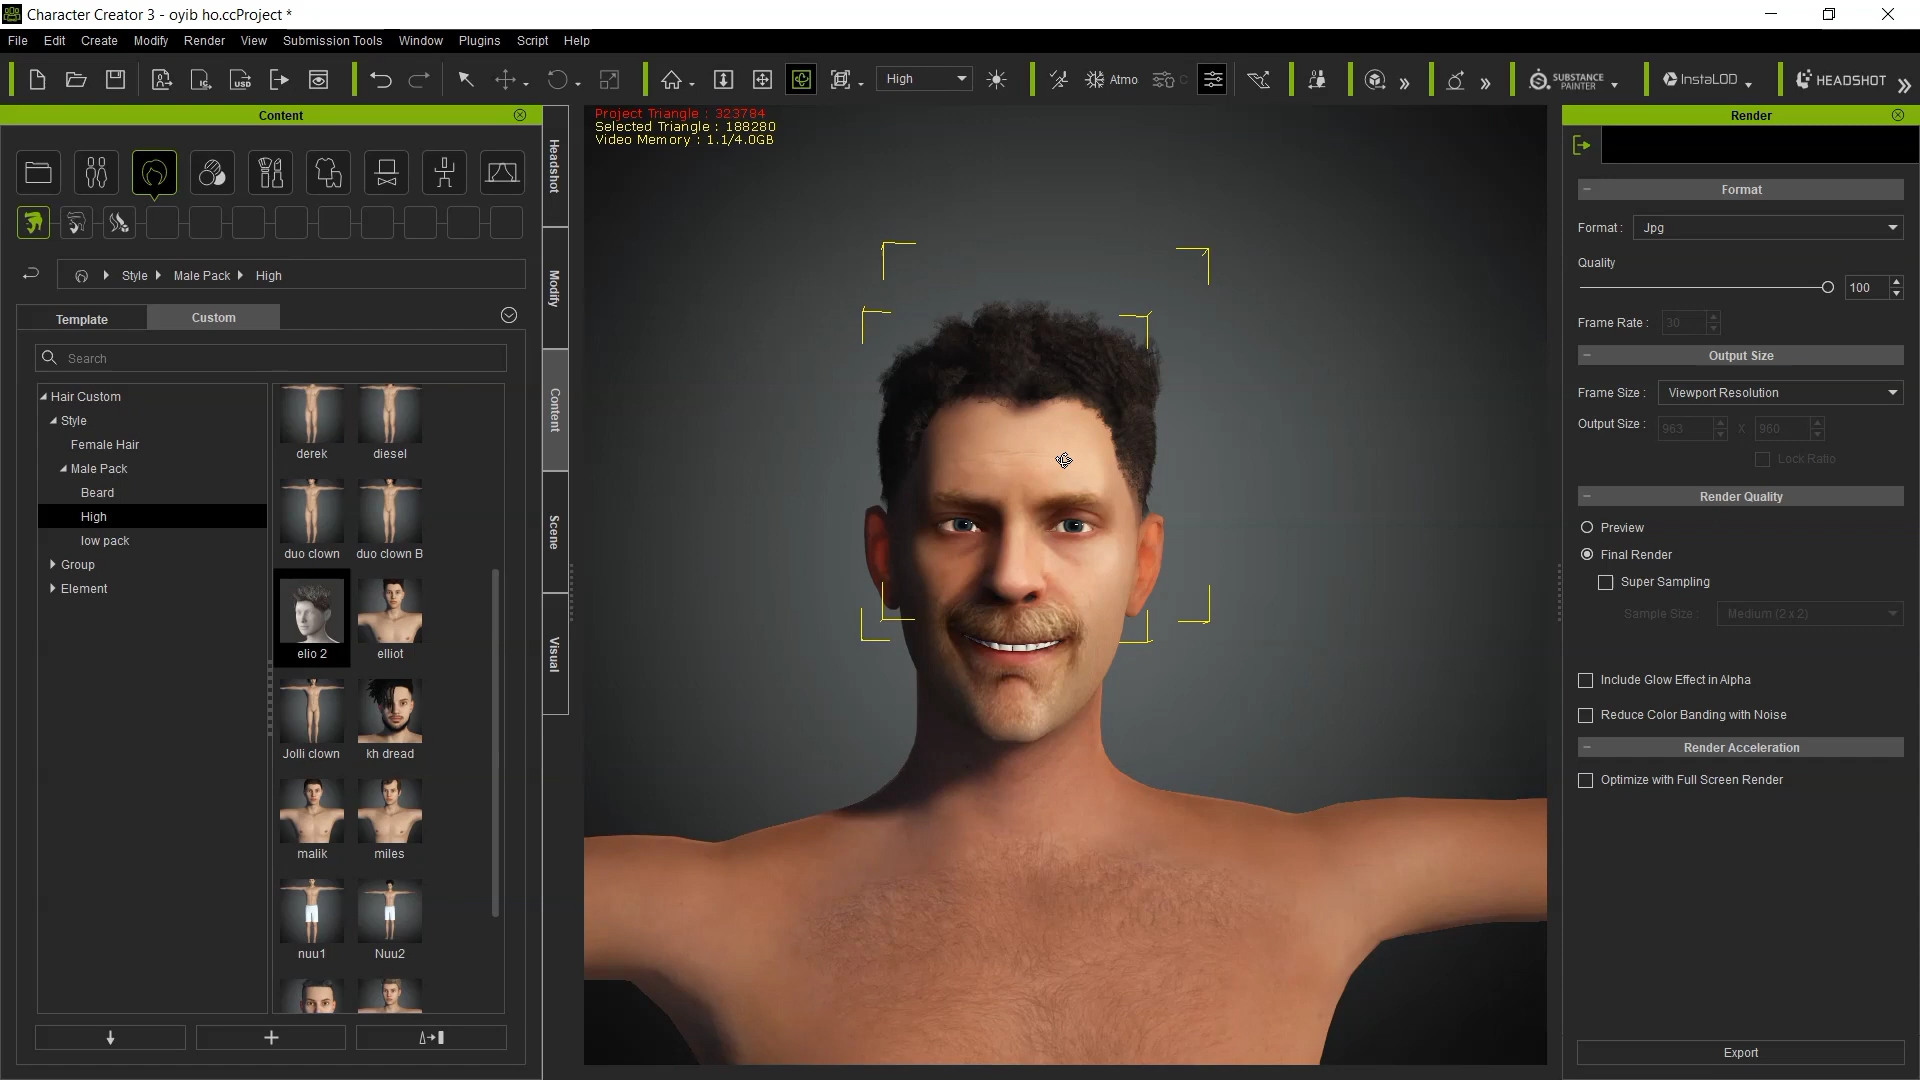 Character Creator 3 - oyib ho.ccProject *
File Edit Create Modify Render View Submission Tools Window Plugins Script Help
USD
High
Atmo
SUBSTANCE PAINTER
InstaLOD
HEADSHOT
Content
Style Male Pack High
Template Custom
Search
Hair Custom
Style
Female Hair
Male Pack
Beard
High
low pack
Group
Element
derek diesel
duo clown duo clown B
elio 2 elliot
Jolli clown kh dread
malik miles
nuu1 Nuu2
Headshot
Modify
Content
Scene
Visual
Project Triangle : 323784
Selected Triangle : 188280
Video Memory : 1.1/4.0GB
Render
Format
Format : Jpg
Quality
100
Frame Rate : 30
Output Size
Frame Size : Viewport Resolution
Output Size : 963 X 960
Lock Ratio
Render Quality
Preview
Final Render
Super Sampling
Sample Size : Medium (2 x 2)
Include Glow Effect in Alpha
Reduce Color Banding with Noise
Render Acceleration
Optimize with Full Screen Render
Export